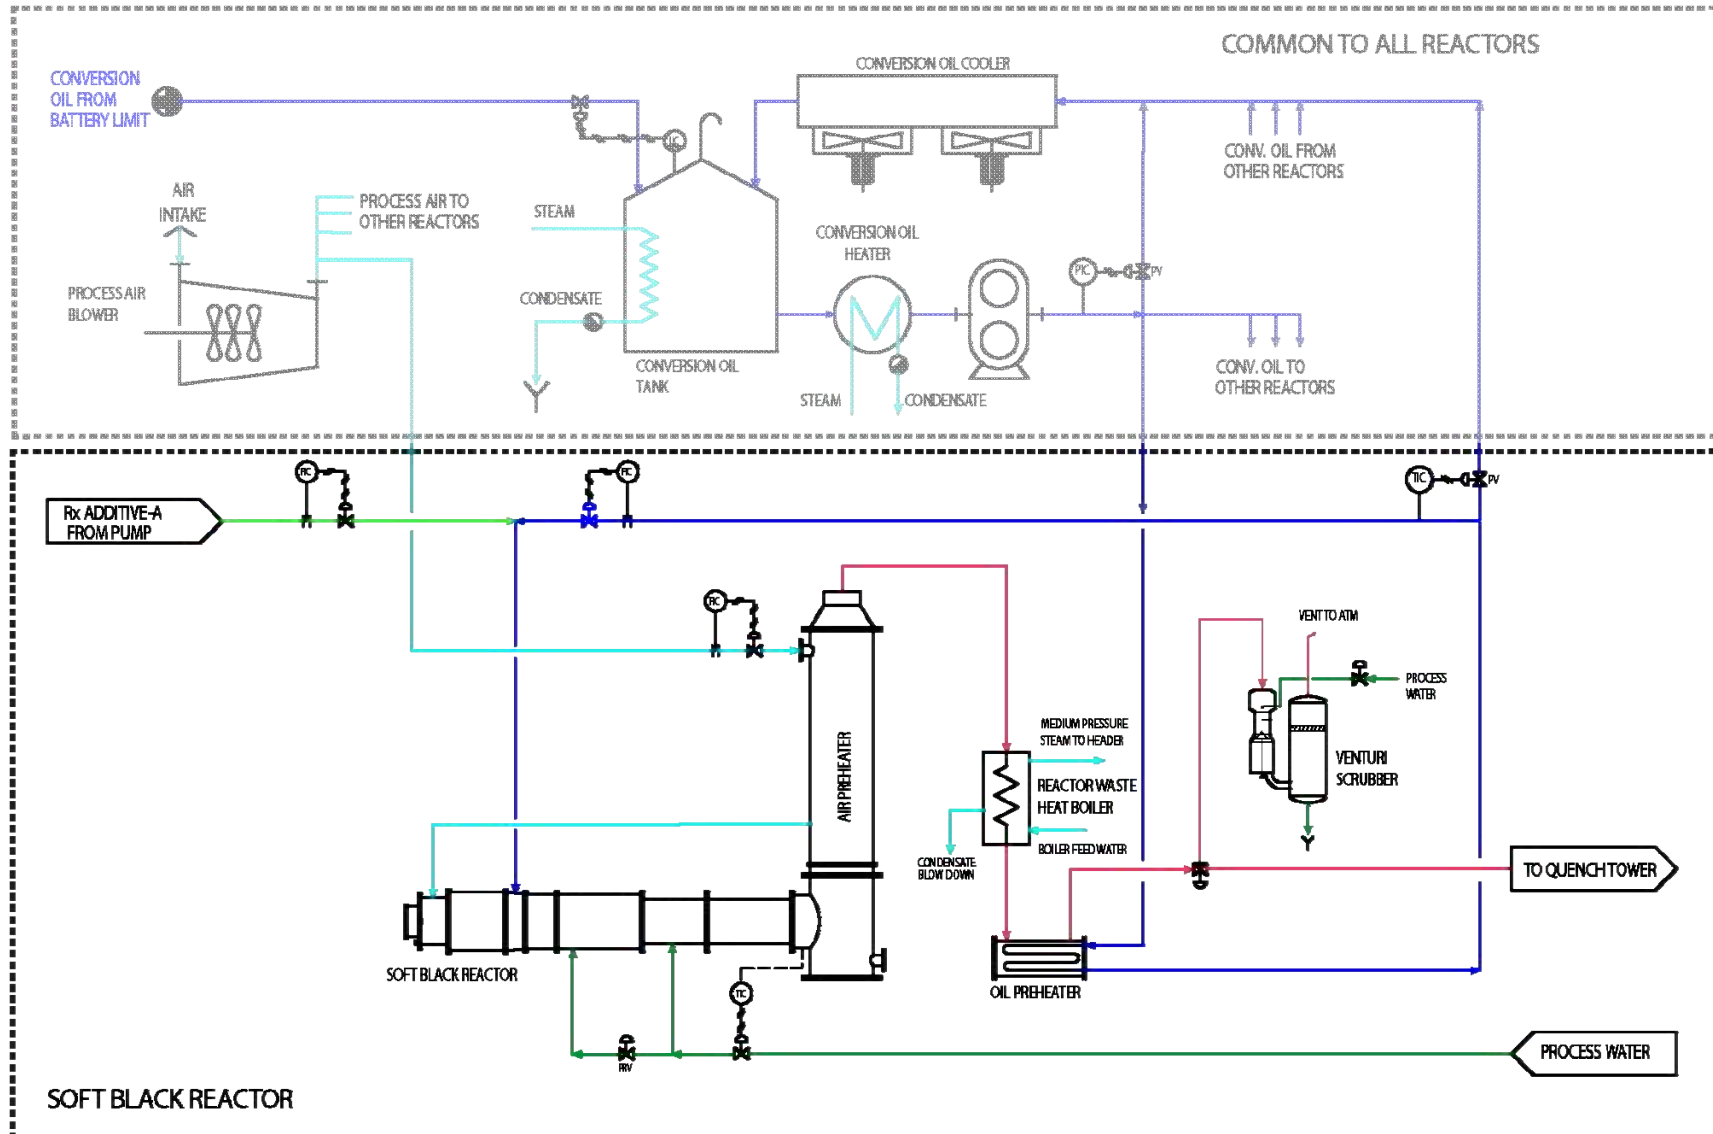 COMMON TO ALL REACTORS
CONVERSION
OIL FROM
BATTERY LIMIT
CONVERSION OIL COOLER
CONV. OIL FROM
OTHER REACTORS
AIR
INTAKE
PROCESS AIR TO
OTHER REACTORS
STEAM
CONVERSION OIL
HEATER
PIC
PV
PROCESS AIR
BLOWER
CONDENSATE
CONVERSION OIL
TANK
STEAM
CONDENSATE
CONV. OIL TO
OTHER REACTORS
Rx ADDITIVE-A
FROM PUMP
FIC
FIC
TIC
PV
FIC
VENT TO ATM
PROCESS
WATER
AIR PREHEATER
MEDIUM PRESSURE
STEAM TO HEADER
REACTOR WASTE
HEAT BOILER
VENTURI
SCRUBBER
BOILER FEED WATER
CONDENSATE
BLOW DOWN
TO QUENCH TOWER
SOFT BLACK REACTOR
TIC
OIL PREHEATER
PRV
PROCESS WATER
SOFT BLACK REACTOR